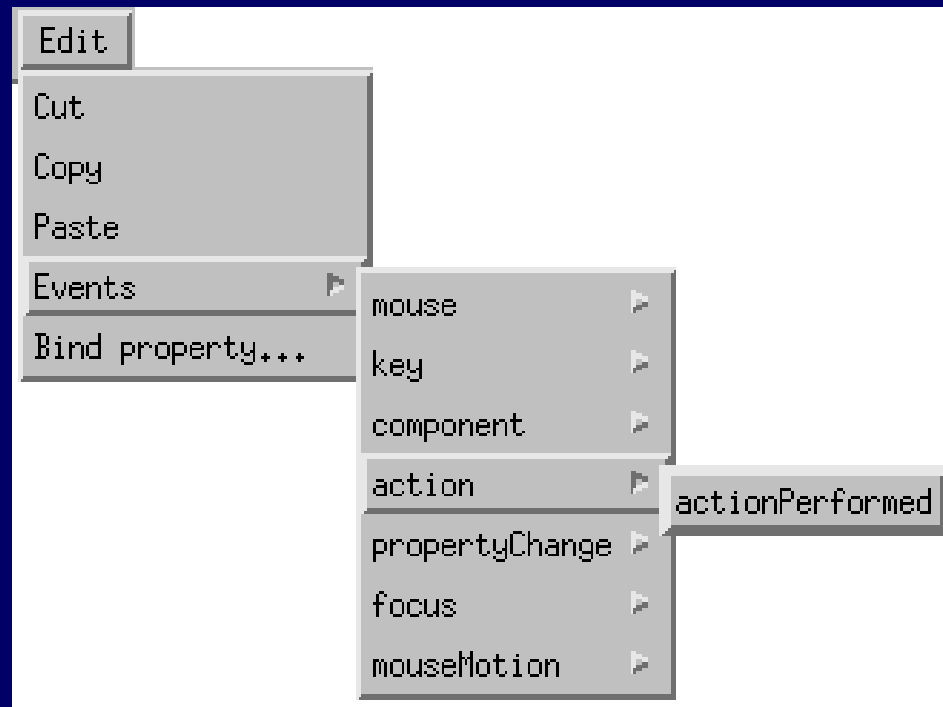 Edit
Cut
Copy
Paste
Events
Bind property...
mouse
key
component
action
propertyChange
focus
mouseMotion
actionPerformed